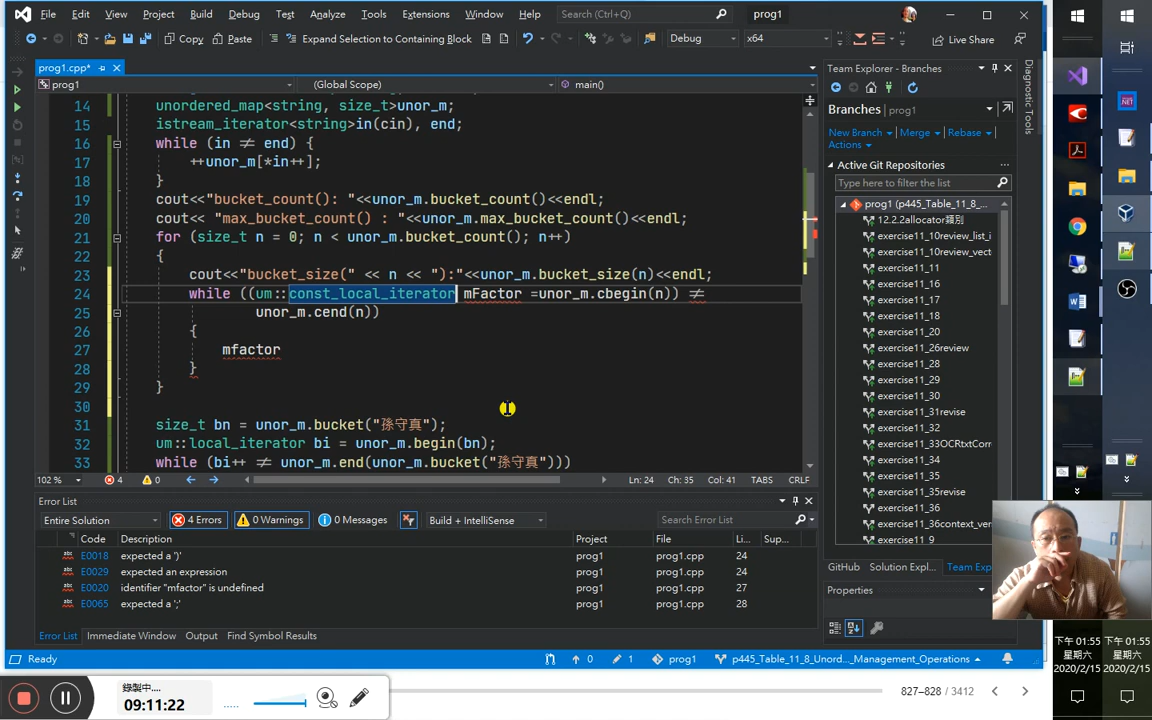 File Edit View Project Build Debug Test Analyze Tools Extensions Window Help Search (Ctrl+Q) prog1
Copy Paste Expand Selection to Containing Block Debug x64 Live Share
prog1.cpp*
prog1 (Global Scope) main()
14 unordered_map<string, size_t>unor_m;
15 istream_iterator<string>in(cin), end;
16 while (in ≠ end) {
17 ++unor_m[*in++];
18 }
19 cout<<"bucket_count(): "<<unor_m.bucket_count()<<endl;
20 cout<< "max_bucket_count() : "<<unor_m.max_bucket_count()<<endl;
21 for (size_t n = 0; n < unor_m.bucket_count(); n++)
22 {
23 cout<<"bucket_size(" << n << "):"<<unor_m.bucket_size(n)<<endl;
24 while ((um::const_local_iterator mFactor =unor_m.cbegin(n)) ≠
25 unor_m.cend(n))
26 {
27 mfactor
28 }
29 }
30
31 size_t bn = unor_m.bucket("孫守真");
32 um::local_iterator bi = unor_m.begin(bn);
33 while (bi++ ≠ unor_m.end(unor_m.bucket("孫守真")))
102 % 4 0 Ln: 24 Ch: 35 Col: 41 TABS CRLF
Error List
Entire Solution 4 Errors 0 Warnings 0 Messages Build + IntelliSense Search Error List
Code Description Project File Li... Sup...
E0018 expected a ')' prog1 prog1.cpp 24
E0029 expected an expression prog1 prog1.cpp 24
E0020 identifier "mfactor" is undefined prog1 prog1.cpp 27
E0065 expected a ';' prog1 prog1.cpp 28
Error List Immediate Window Output Find Symbol Results
Team Explorer - Branches
Branches prog1
New Branch Merge Rebase
Actions
Active Git Repositories
Type here to filter the list
prog1 (p445_Table_11_8_...
12.2.2allocator類別
exercise11_10review_list_i
exercise11_10review_vect
exercise11_11
exercise11_16
exercise11_17
exercise11_18
exercise11_20
exercise11_26review
exercise11_28
exercise11_29
exercise11_30
exercise11_31revise
exercise11_32
exercise11_33OCRtxtCorr
exercise11_34
exercise11_35
exercise11_35revise
exercise11_36
exercise11_36context_ver
exercise11_9
GitHub Solution Expl... Team Exp
Properties
Diagnostic Tools
Ready 0 1 prog1 p445_Table_11_8_Unord..._Management_Operations
錄製中....
09:11:22
827–828 / 3412
下午 01:55
星期六
2020/2/15
下午 01:55
星期六
2020/2/15